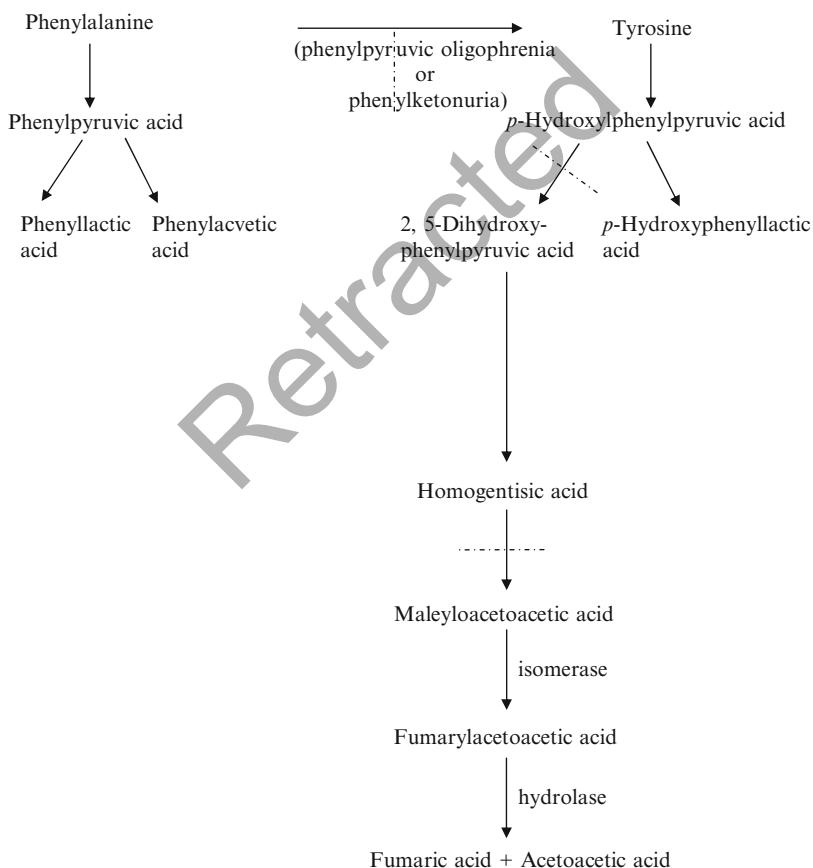 Phenylalanine
Tyrosine
(phenylpyruvic oligophrenia
or
phenylketonuria)
Phenylpyruvic acid
p-Hydroxylphenylpyruvic acid
Phenyllactic
acid
Phenylacvetic
acid
2, 5-Dihydroxy-
phenylpyruvic acid
p-Hydroxyphenyllactic
acid
Retracted
Homogentisic acid
Maleyloacetoacetic acid
isomerase
Fumarylacetoacetic acid
hydrolase
Fumaric acid + Acetoacetic acid